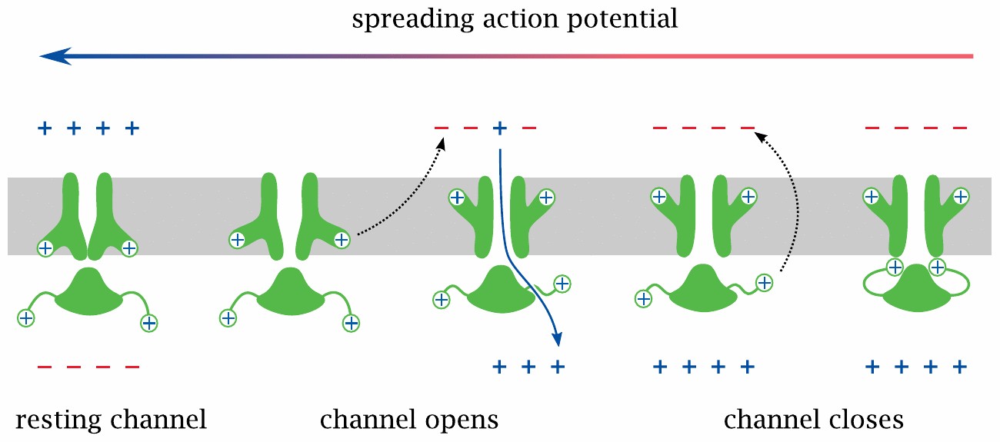 spreading action potential
+ + + +
− − + −
− − − −
− − − −
− − − −
+ + +
+ + + +
+ + + +
resting channel
channel opens
channel closes